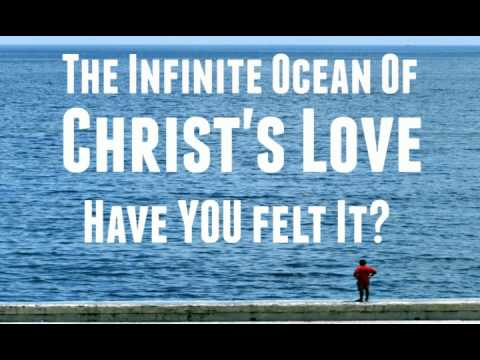 The Infinite Ocean Of
Christ's Love
Have YOU felt It?